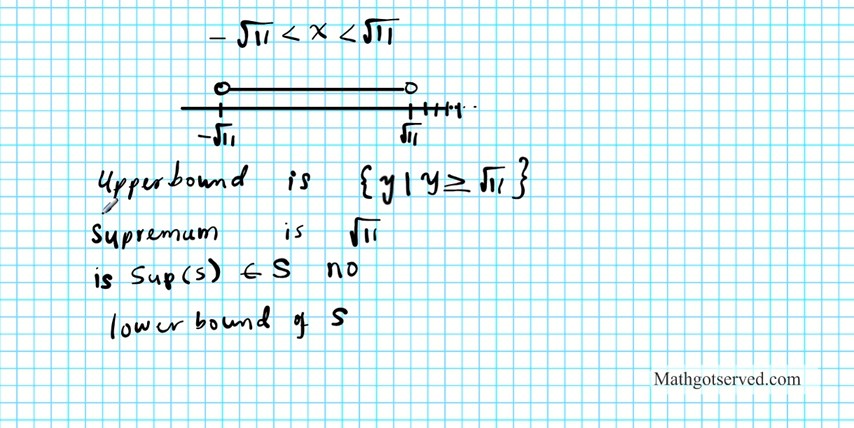 - √11 < x < √11
-√11 √11
Upperbound is {y | y ≥ √11}
Supremum is √11
is Sup(s) ∈ S no
lower bound of S
Mathgotserved.com